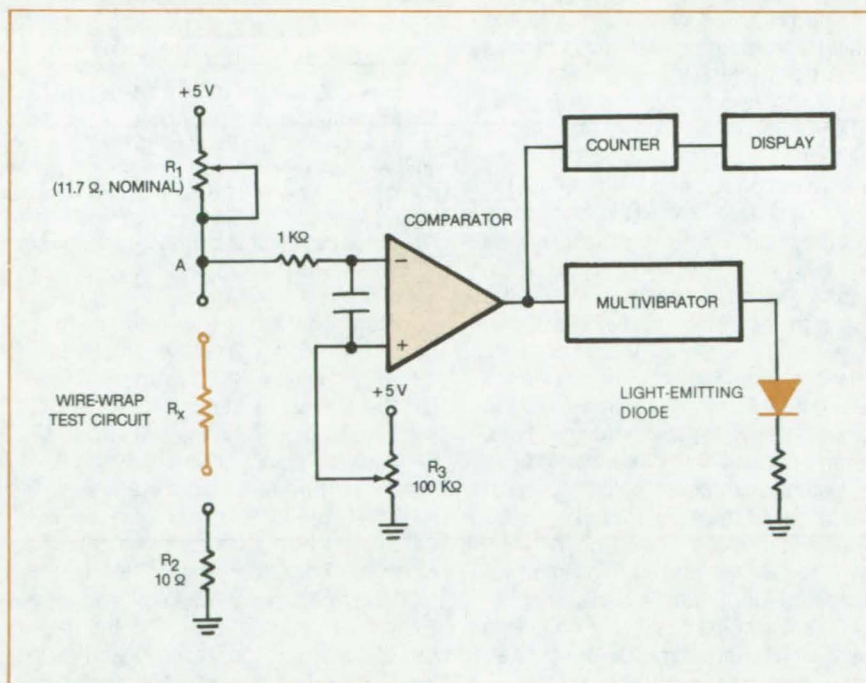 +5 V
R1
(11.7 Ω, NOMINAL)
A
1 KΩ
COMPARATOR
−
+
COUNTER
DISPLAY
MULTIVIBRATOR
LIGHT-EMITTING
DIODE
WIRE-WRAP
TEST CIRCUIT
Rx
+5 V
R3
100 KΩ
R2
10 Ω